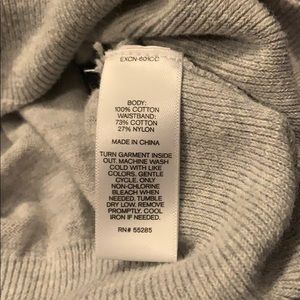 EXCN-601CC
BODY:
100% COTTON
WAISTBAND:
73% COTTON
27% NYLON
MADE IN CHINA
TURN GARMENT INSIDE
OUT. MACHINE WASH
COLD WITH LIKE
COLORS. GENTLE
CYCLE. ONLY
NON-CHLORINE
BLEACH WHEN
NEEDED. TUMBLE
DRY LOW. REMOVE
PROMPTLY. COOL
IRON IF NEEDED.
RN# 55285